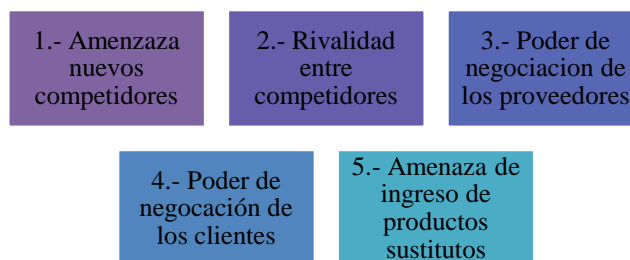 1.- Amenzaza
nuevos
competidores
2.- Rivalidad
entre
competidores
3.- Poder de
negociacion de
los proveedores
4.- Poder de
negocación de
los clientes
5.- Amenaza de
ingreso de
productos
sustitutos